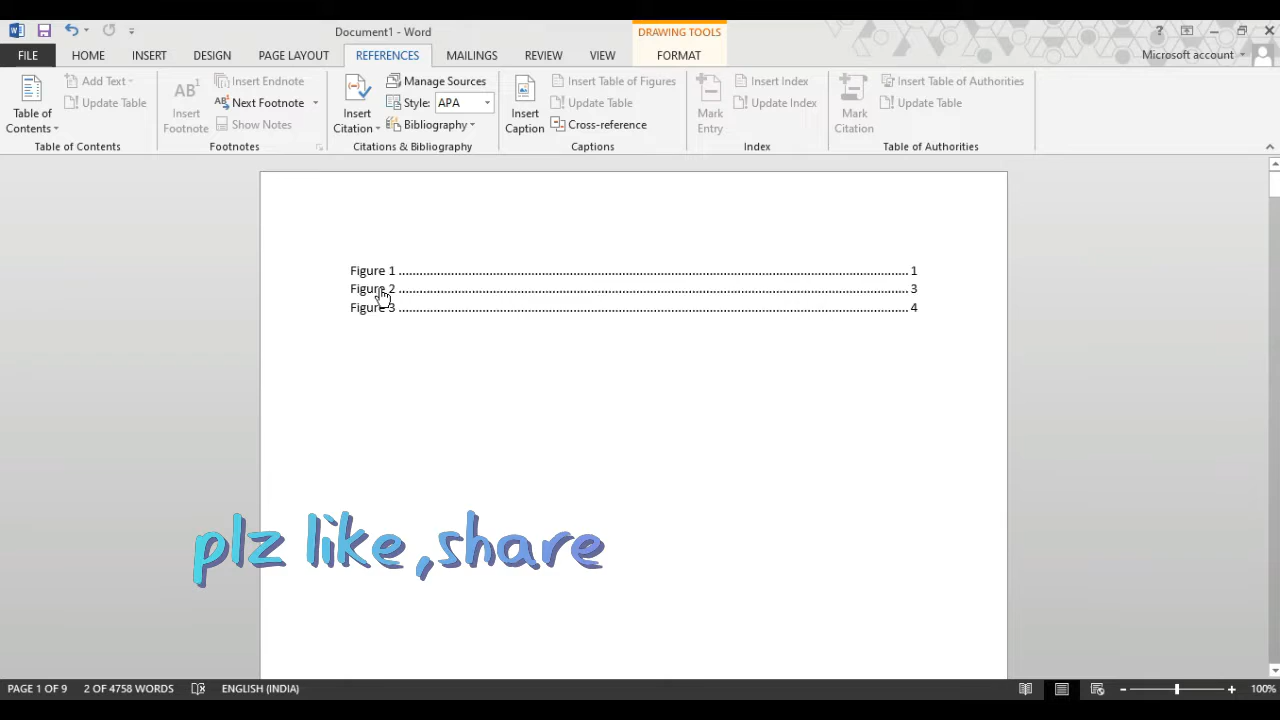 Document1 - Word
DRAWING TOOLS
?
FILE
HOME
INSERT
DESIGN
PAGE LAYOUT
REFERENCES
MAILINGS
REVIEW
VIEW
FORMAT
Microsoft account
Table of
Contents
Add Text
Update Table
Table of Contents
AB1
Insert
Footnote
Insert Endnote
AB Next Footnote
Show Notes
Footnotes
Insert
Citation
Manage Sources
Style: APA
Bibliography
Citations & Bibliography
Insert
Caption
Insert Table of Figures
Update Table
Cross-reference
Captions
Mark
Entry
Insert Index
Update Index
Index
Mark
Citation
Insert Table of Authorities
Update Table
Table of Authorities
Figure 1 ........................................ 1
Figure 2 ........................................ 3
Figure 3 ........................................ 4
plz like ,share
PAGE 1 OF 9
2 OF 4758 WORDS
ENGLISH (INDIA)
100%